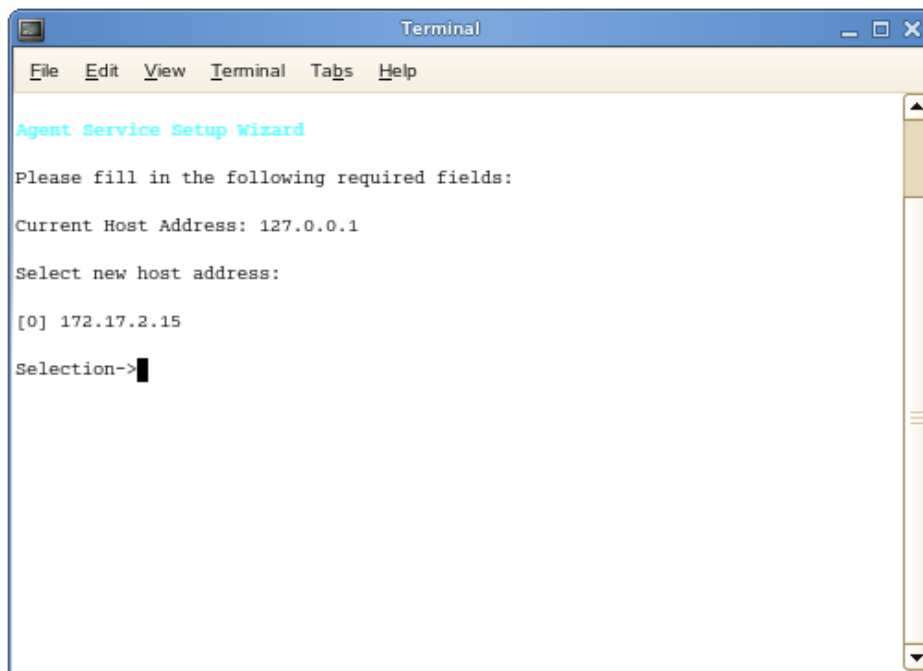 Terminal
File Edit View Terminal Tabs Help
Agent Service Setup Wizard
Please fill in the following required fields:
Current Host Address: 127.0.0.1
Select new host address:
[0] 172.17.2.15
Selection->